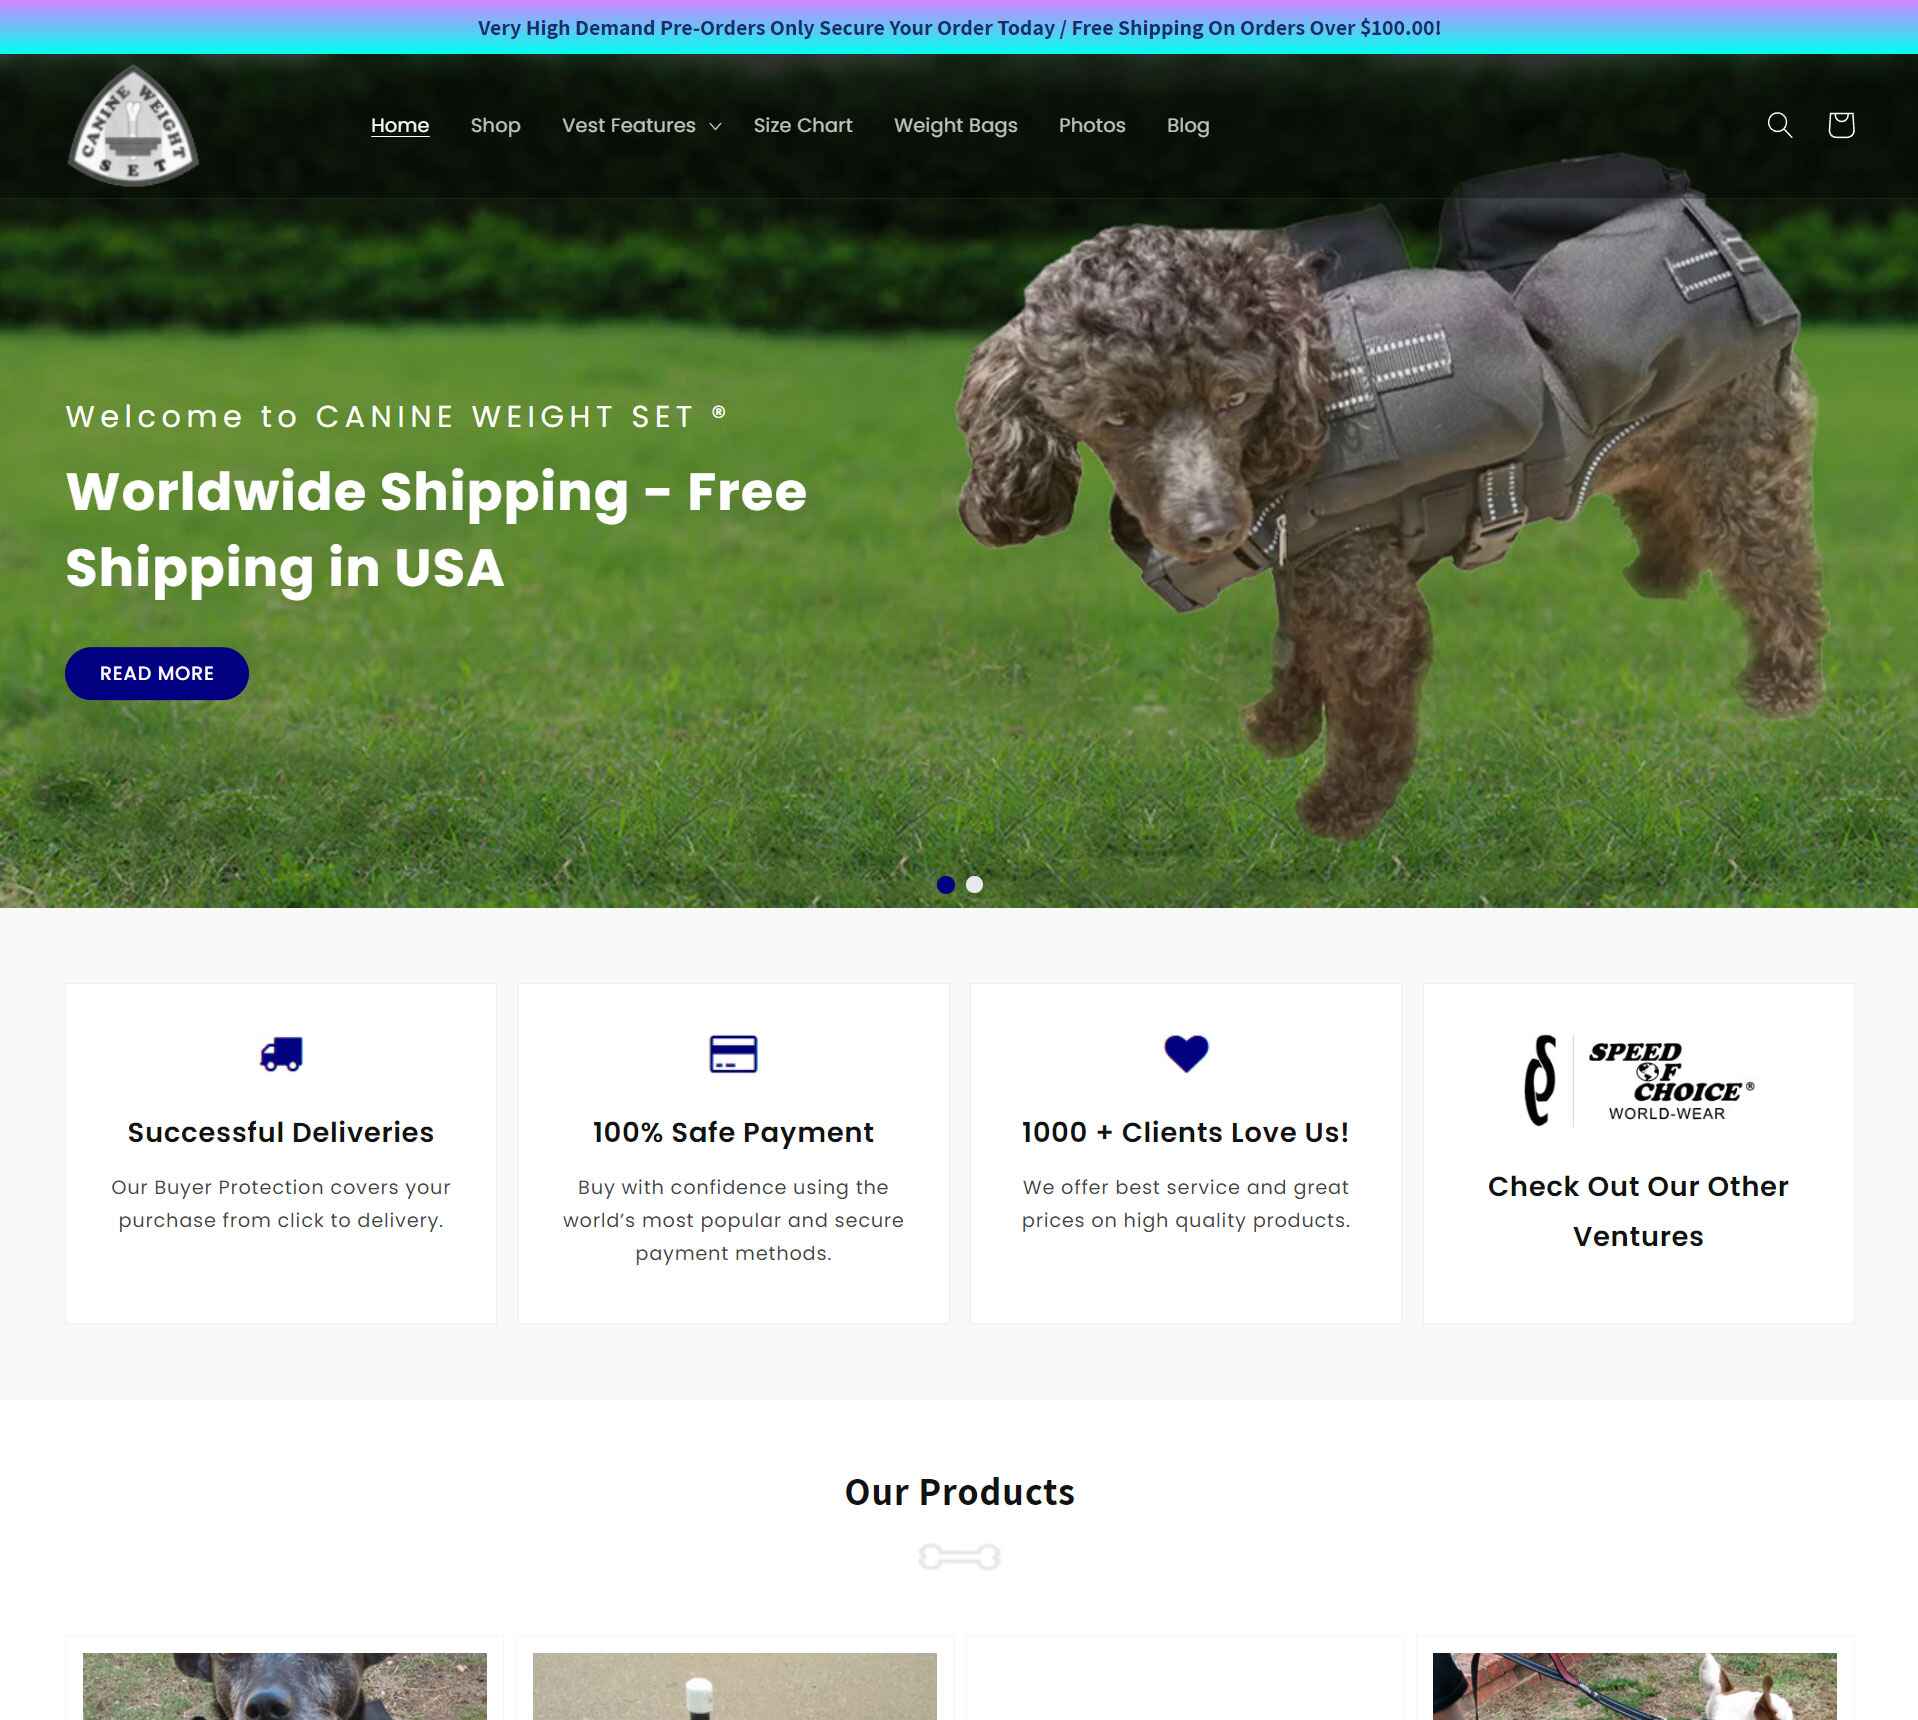 Very High Demand Pre-Orders Only Secure Your Order Today / Free Shipping On Orders Over $100.00!
CANINE WEIGHT
SET
Home
Shop
Vest Features
Size Chart
Weight Bags
Photos
Blog
Welcome to CANINE WEIGHT SET ®
Worldwide Shipping - Free
Shipping in USA
READ MORE
Successful Deliveries
Our Buyer Protection covers your
purchase from click to delivery.
100% Safe Payment
Buy with confidence using the
world’s most popular and secure
payment methods.
1000 + Clients Love Us!
We offer best service and great
prices on high quality products.
SPEED
OF
CHOICE®
WORLD-WEAR
Check Out Our Other
Ventures
Our Products